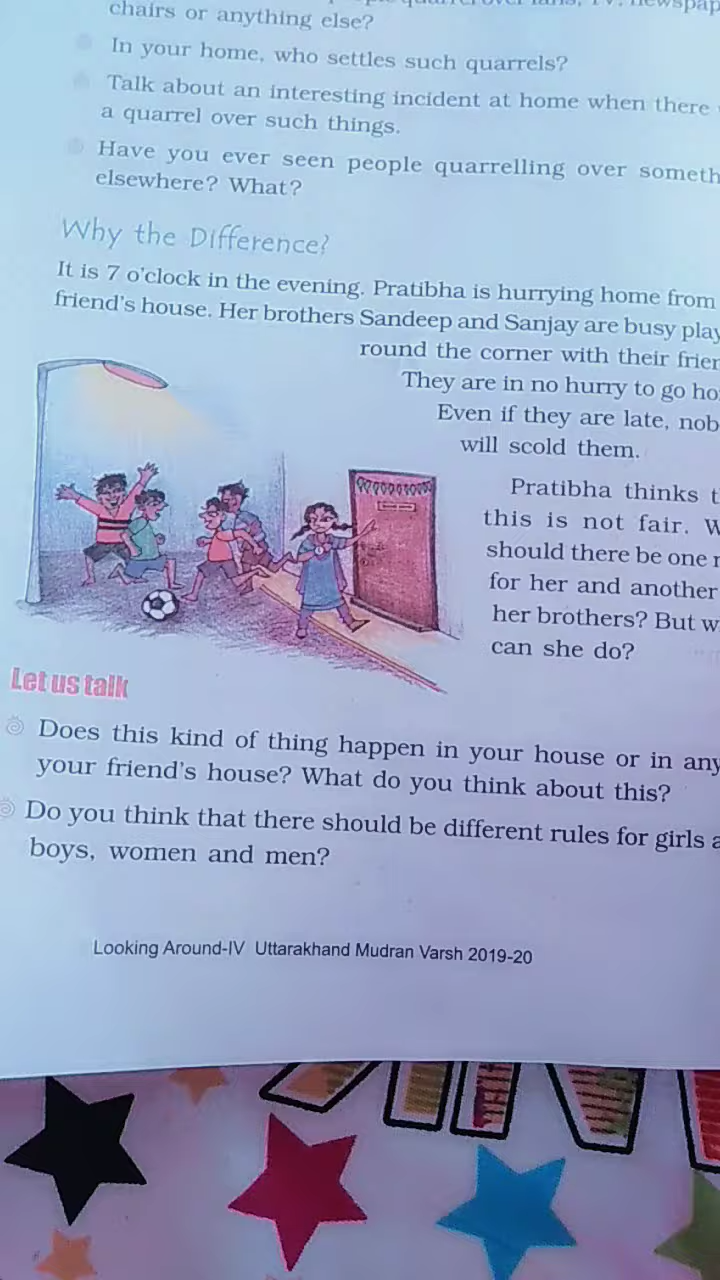 chairs or anything else?
In your home, who settles such quarrels?
Talk about an interesting incident at home when there
a quarrel over such things.
Have you ever seen people quarrelling over someth
elsewhere? What?
Why the Difference?
It is 7 o'clock in the evening. Pratibha is hurrying home from
friend's house. Her brothers Sandeep and Sanjay are busy play
round the corner with their frien
They are in no hurry to go ho
Even if they are late, nob
will scold them.
Pratibha thinks t
this is not fair. W
should there be one r
for her and another
her brothers? But w
can she do?
Let us talk
Does this kind of thing happen in your house or in any
your friend's house? What do you think about this?
Do you think that there should be different rules for girls a
boys, women and men?
Looking Around-IV Uttarakhand Mudran Varsh 2019-20